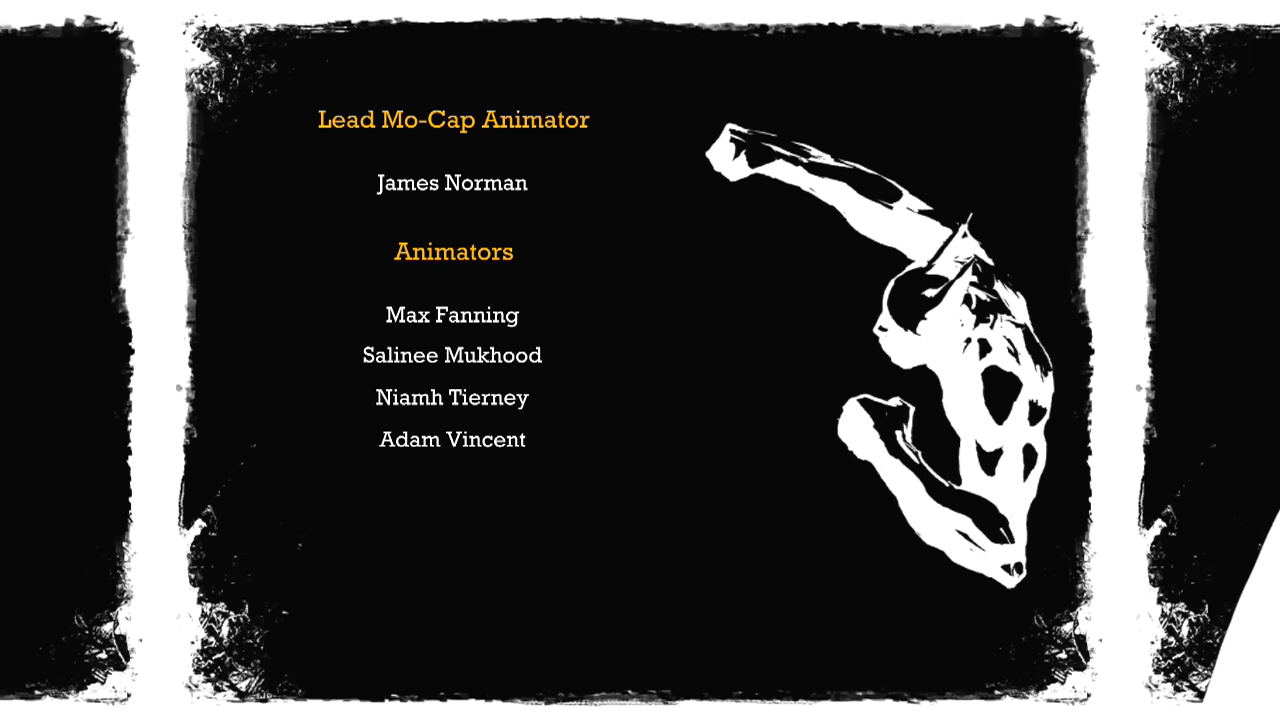 Lead Mo-Cap Animator
James Norman
Animators
Max Fanning
Salinee Mukhood
Niamh Tierney
Adam Vincent